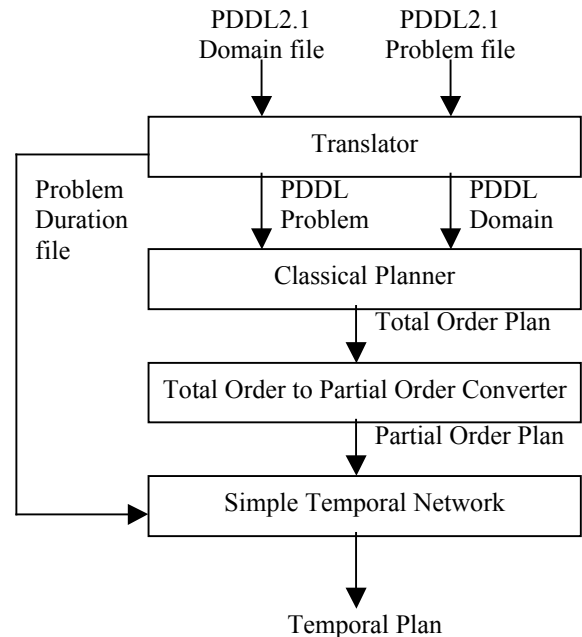 PDDL2.1
Domain file
PDDL2.1
Problem file
Translator
Problem
Duration
file
PDDL
Problem
PDDL
Domain
Classical Planner
Total Order Plan
Total Order to Partial Order Converter
Partial Order Plan
Simple Temporal Network
Temporal Plan